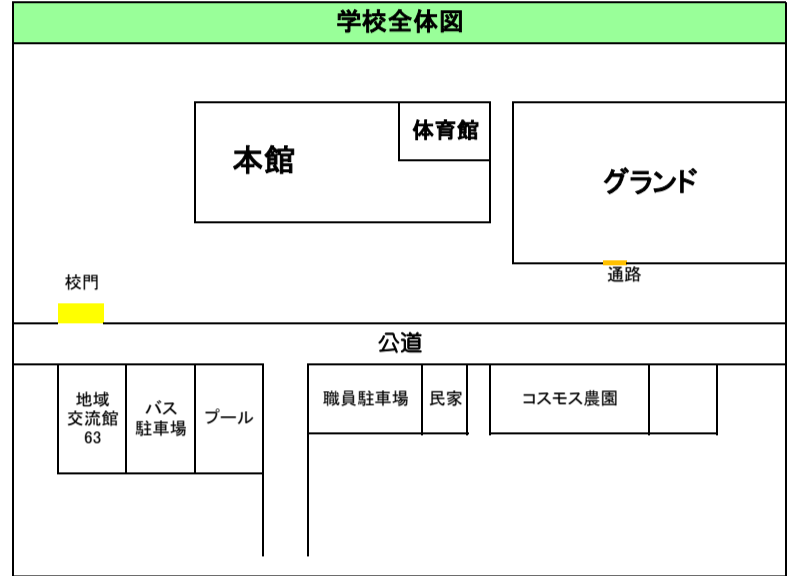 学校全体図
体育館
本館
グランド
通路
校門
公道
地域
交流館
63
バス
駐車場
プール
職員駐車場
民家
コスモス農園